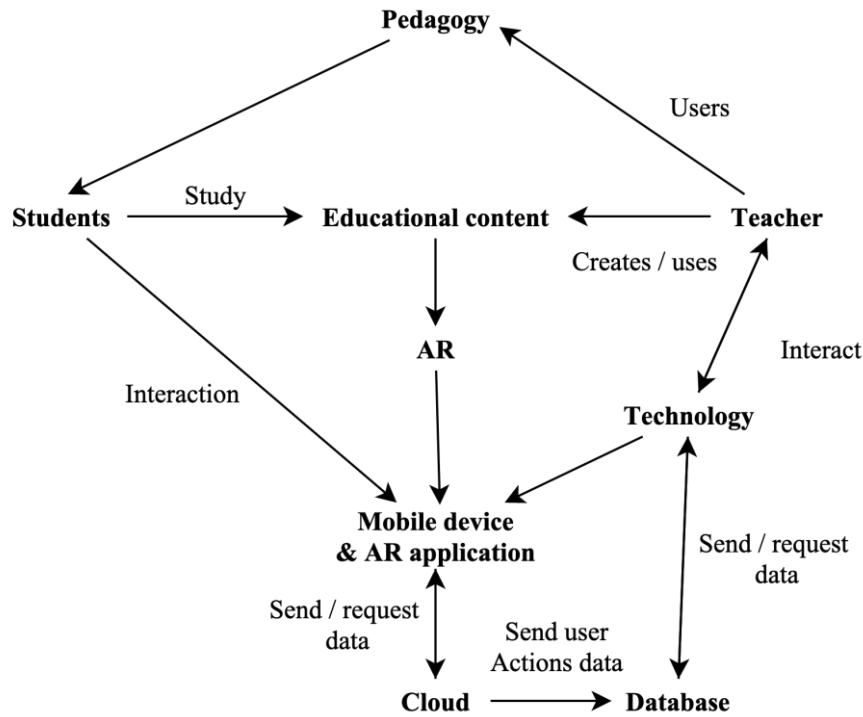 Pedagogy
Users
Study
Students
Educational content
Teacher
Creates / uses
AR
Interact
Interaction
Technology
Mobile device
& AR application
Send / request
data
Send / request
data
Send user
Actions data
Cloud
Database